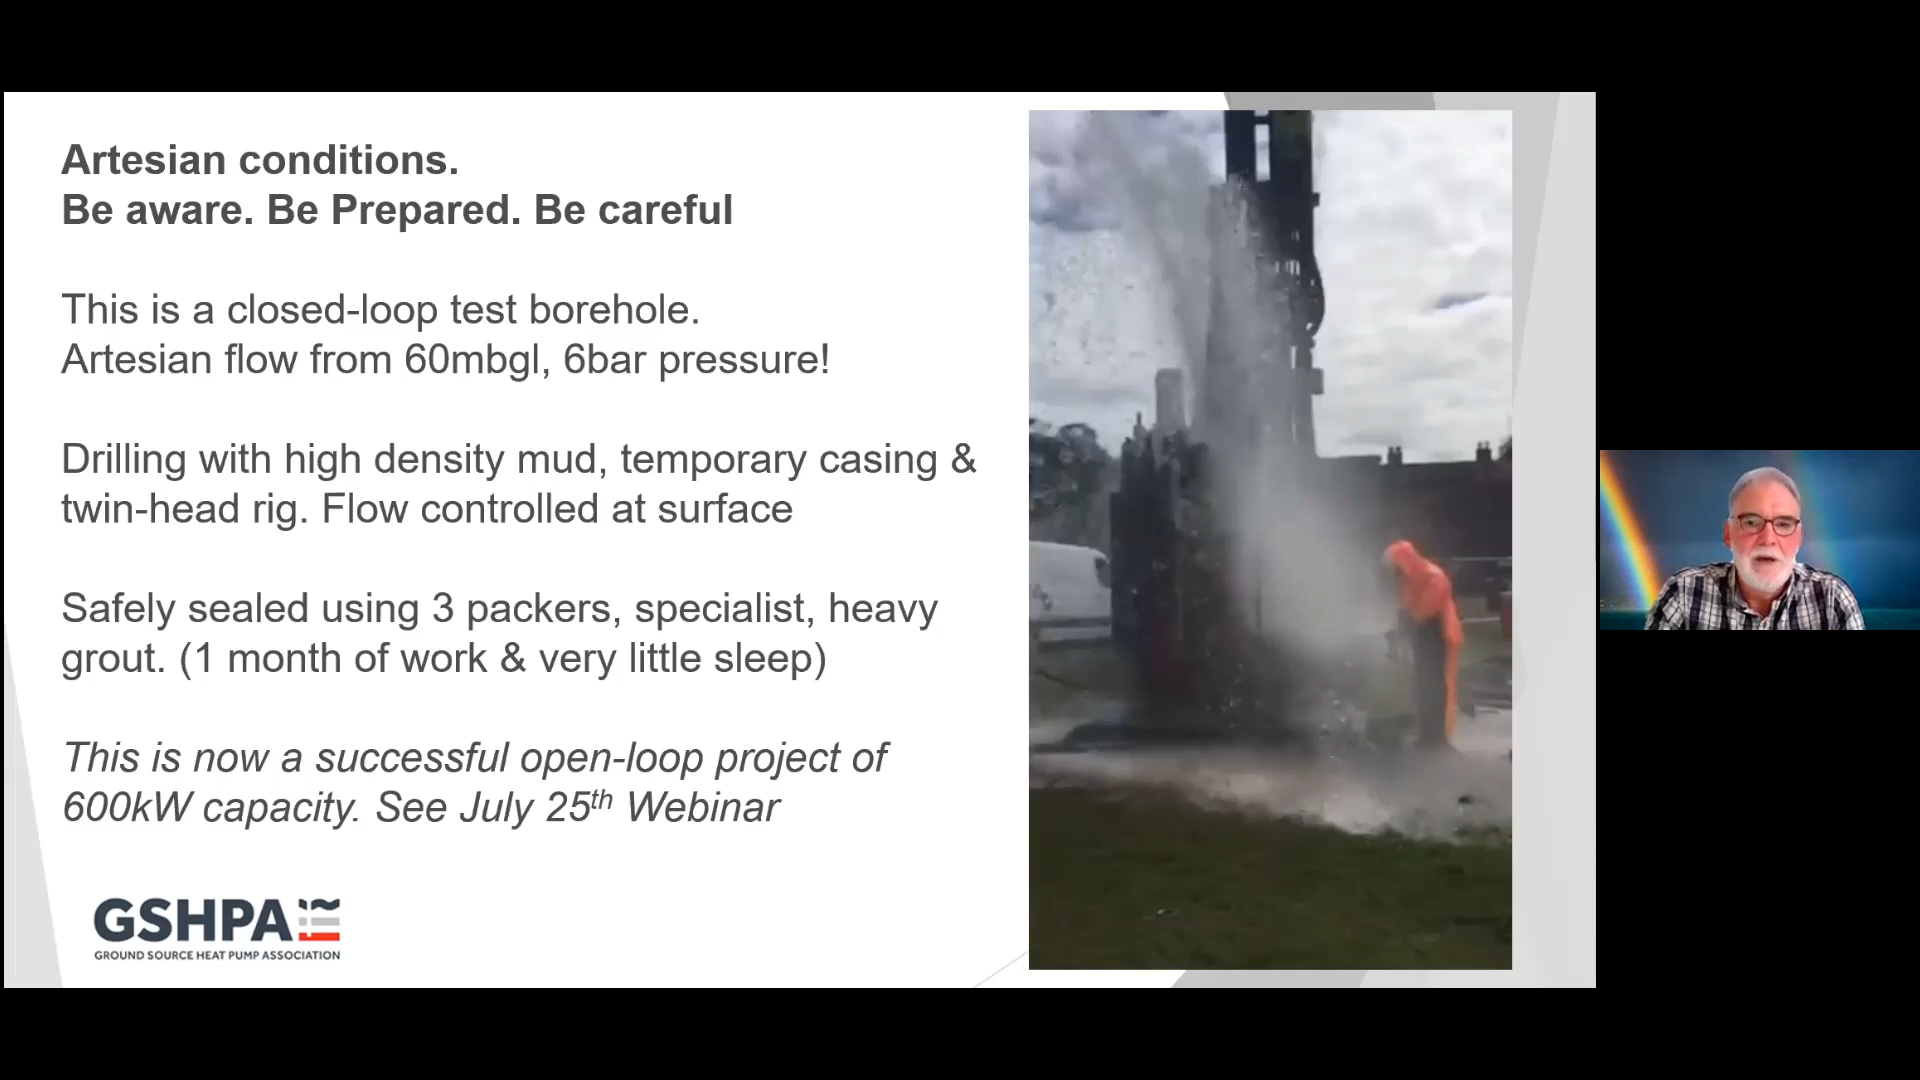 Artesian conditions.
Be aware. Be Prepared. Be careful
This is a closed-loop test borehole.
Artesian flow from 60mbgl, 6bar pressure!
Drilling with high density mud, temporary casing &
twin-head rig. Flow controlled at surface
Safely sealed using 3 packers, specialist, heavy
grout. (1 month of work & very little sleep)
This is now a successful open-loop project of
600kW capacity. See July 25th Webinar
GSHPA
GROUND SOURCE HEAT PUMP ASSOCIATION